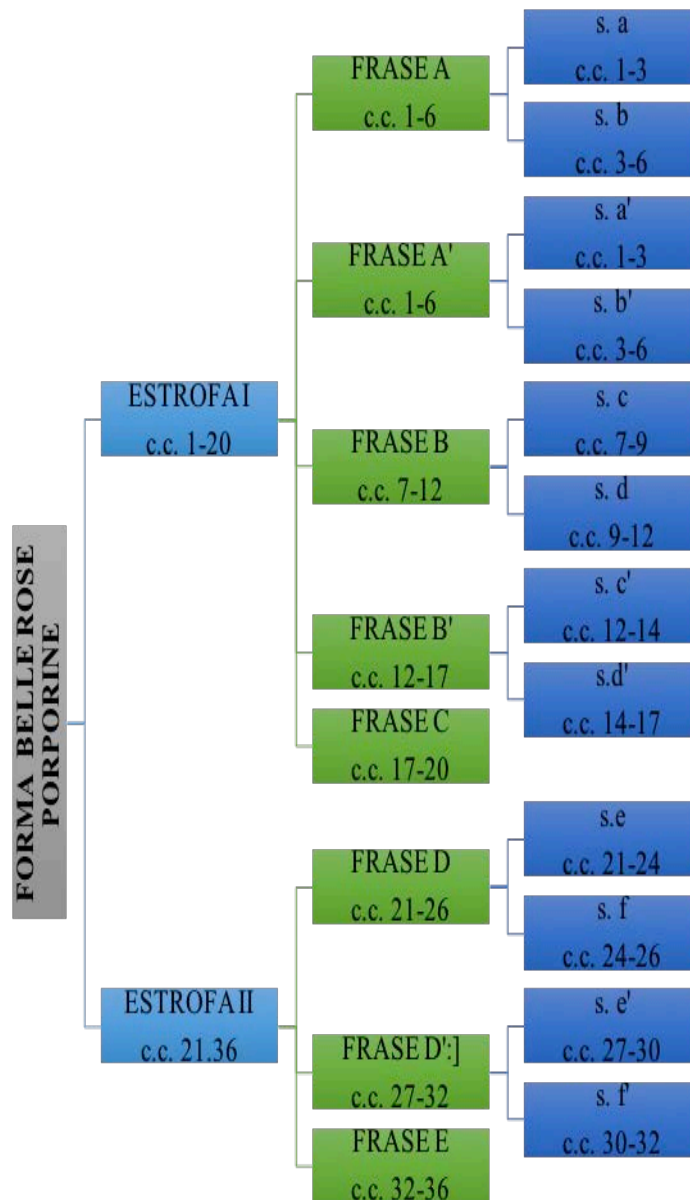 FORMA BELLE ROSE
PORPORINE
ESTROFA I
c.c. 1-20
FRASE A
c.c. 1-6
s. a
c.c. 1-3
s. b
c.c. 3-6
FRASE A'
c.c. 1-6
s. a'
c.c. 1-3
s. b'
c.c. 3-6
FRASE B
c.c. 7-12
s. c
c.c. 7-9
s. d
c.c. 9-12
FRASE B'
c.c. 12-17
s. c'
c.c. 12-14
s.d'
c.c. 14-17
FRASE C
c.c. 17-20
ESTROFA II
c.c. 21.36
FRASE D
c.c. 21-26
s.e
c.c. 21-24
s. f
c.c. 24-26
FRASE D':]
c.c. 27-32
s. e'
c.c. 27-30
s. f'
c.c. 30-32
FRASE E
c.c. 32-36